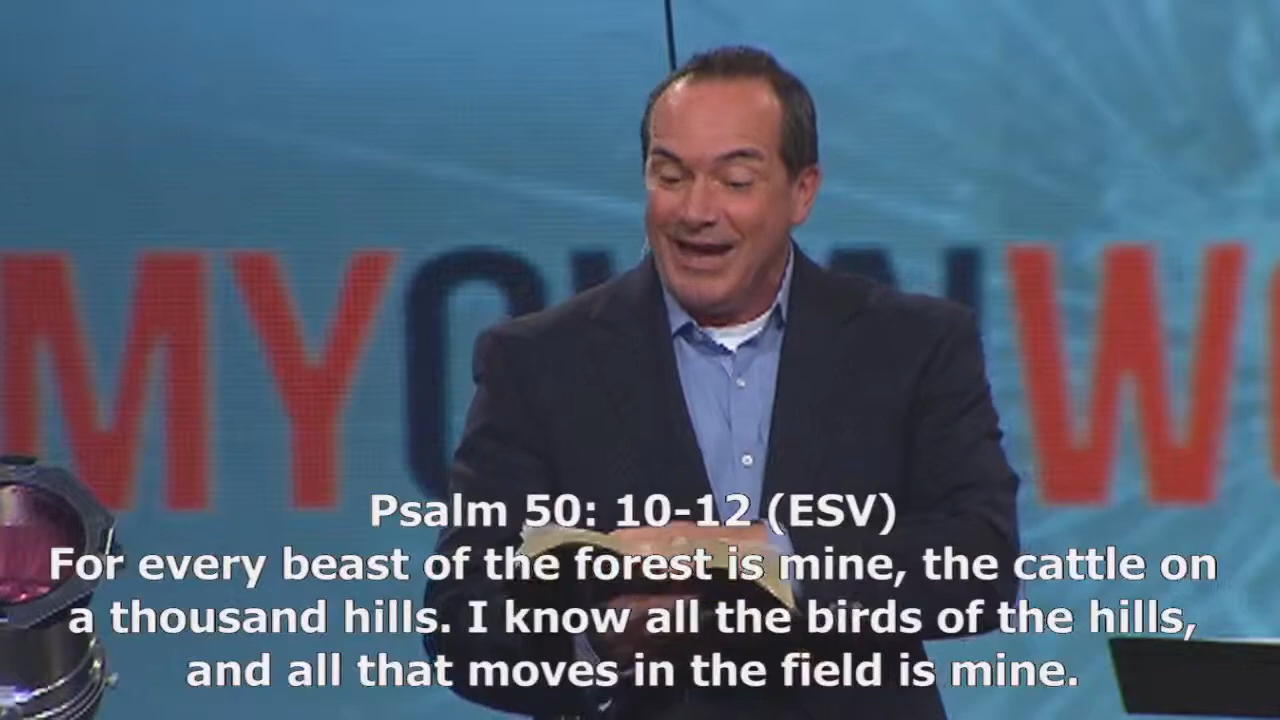 MY OWN W
Psalm 50: 10-12 (ESV)
For every beast of the forest is mine, the cattle on
a thousand hills. I know all the birds of the hills,
and all that moves in the field is mine.